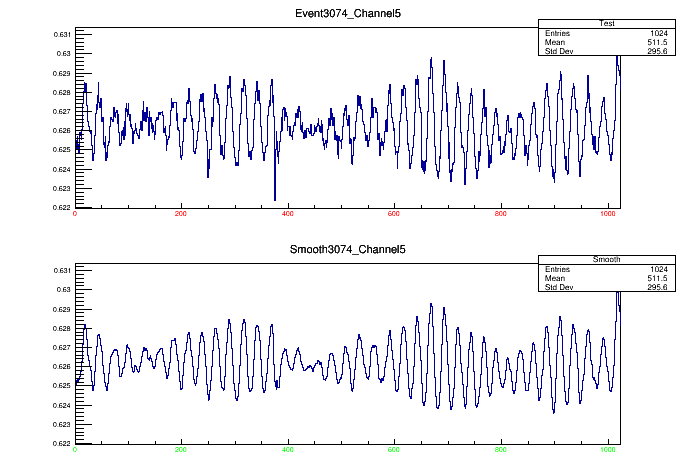 Event3074_Channel5
Test
Entries 1024
Mean 511.5
Std Dev 295.6
0.631
0.63
0.629
0.628
0.627
0.626
0.625
0.624
0.623
0.622
0 200 400 600 800 1000
Smooth3074_Channel5
Smooth
Entries 1024
Mean 511.5
Std Dev 295.6
0.631
0.63
0.629
0.628
0.627
0.626
0.625
0.624
0.623
0.622
0 200 400 600 800 1000